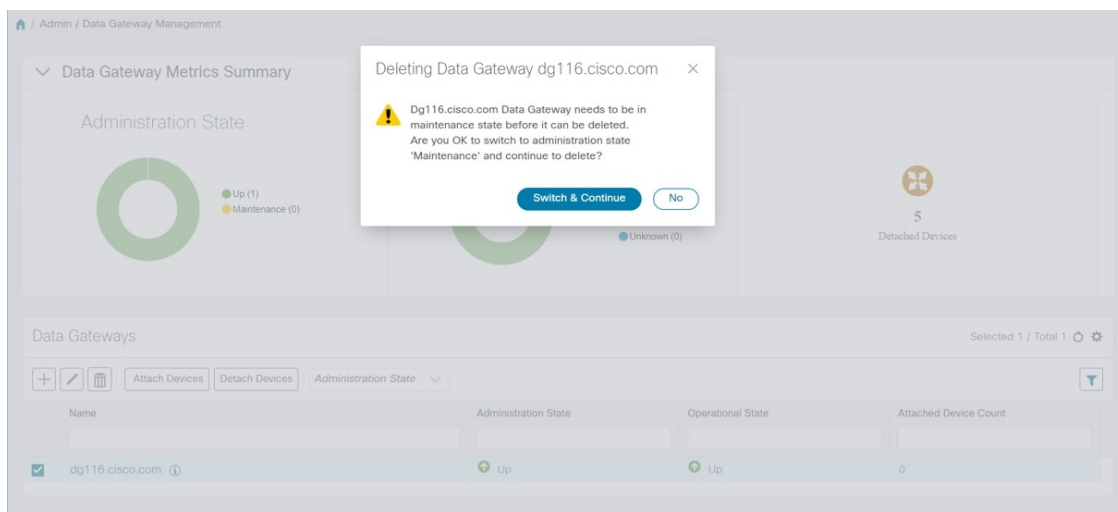 / Admin / Data Gateway Management
Data Gateway Metrics Summary
Administration State
Up (1)
Maintenance (0)
Deleting Data Gateway dg116.cisco.com
Dg116.cisco.com Data Gateway needs to be in
maintenance state before it can be deleted.
Are you OK to switch to administration state
'Maintenance' and continue to delete?
Switch & Continue
No
Unknown (0)
5
Detached Devices
Data Gateways
Selected 1 / Total 1
Attach Devices
Detach Devices
Administration State
Name
Administration State
Operational State
Attached Device Count
dg116.cisco.com
Up
Up
0